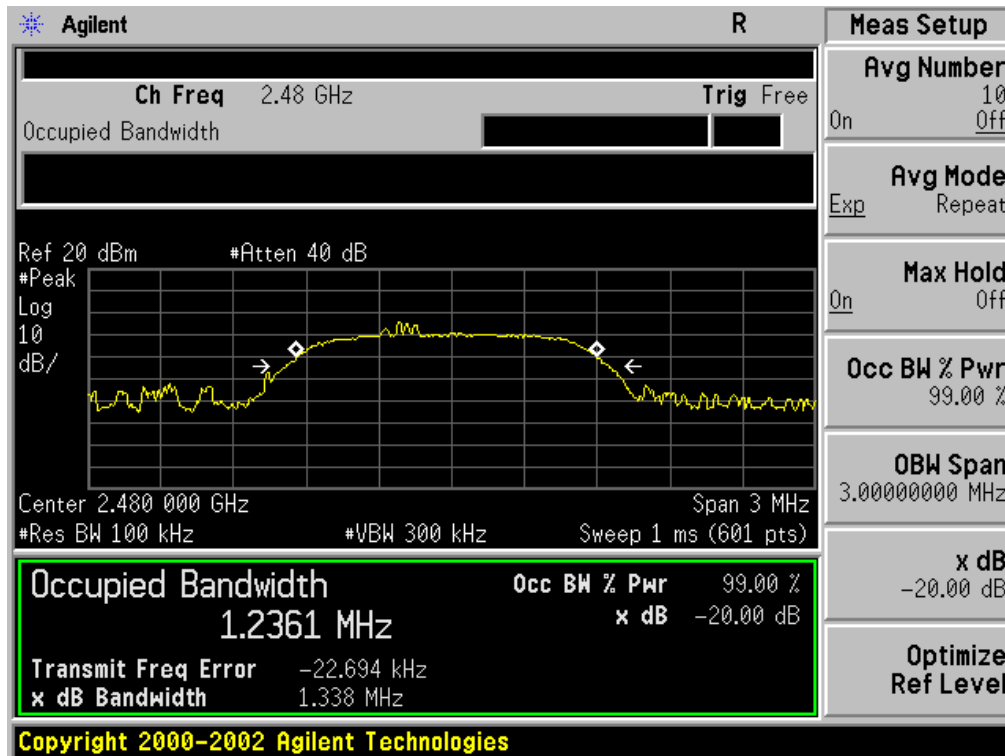 Agilent R
Ch Freq 2.48 GHz Trig Free
Occupied Bandwidth
Ref 20 dBm #Atten 40 dB
#Peak
Log
10
dB/
Center 2.480 000 GHz Span 3 MHz
#Res BW 100 kHz #VBW 300 kHz Sweep 1 ms (601 pts)
Occupied Bandwidth
1.2361 MHz
Occ BW % Pwr 99.00 %
x dB -20.00 dB
Transmit Freq Error -22.694 kHz
x dB Bandwidth 1.338 MHz
Copyright 2000-2002 Agilent Technologies
Meas Setup
Avg Number
10
On Off
Avg Mode
Exp Repeat
Max Hold
On Off
Occ BW % Pwr
99.00 %
OBW Span
3.00000000 MHz
x dB
-20.00 dB
Optimize
Ref Level